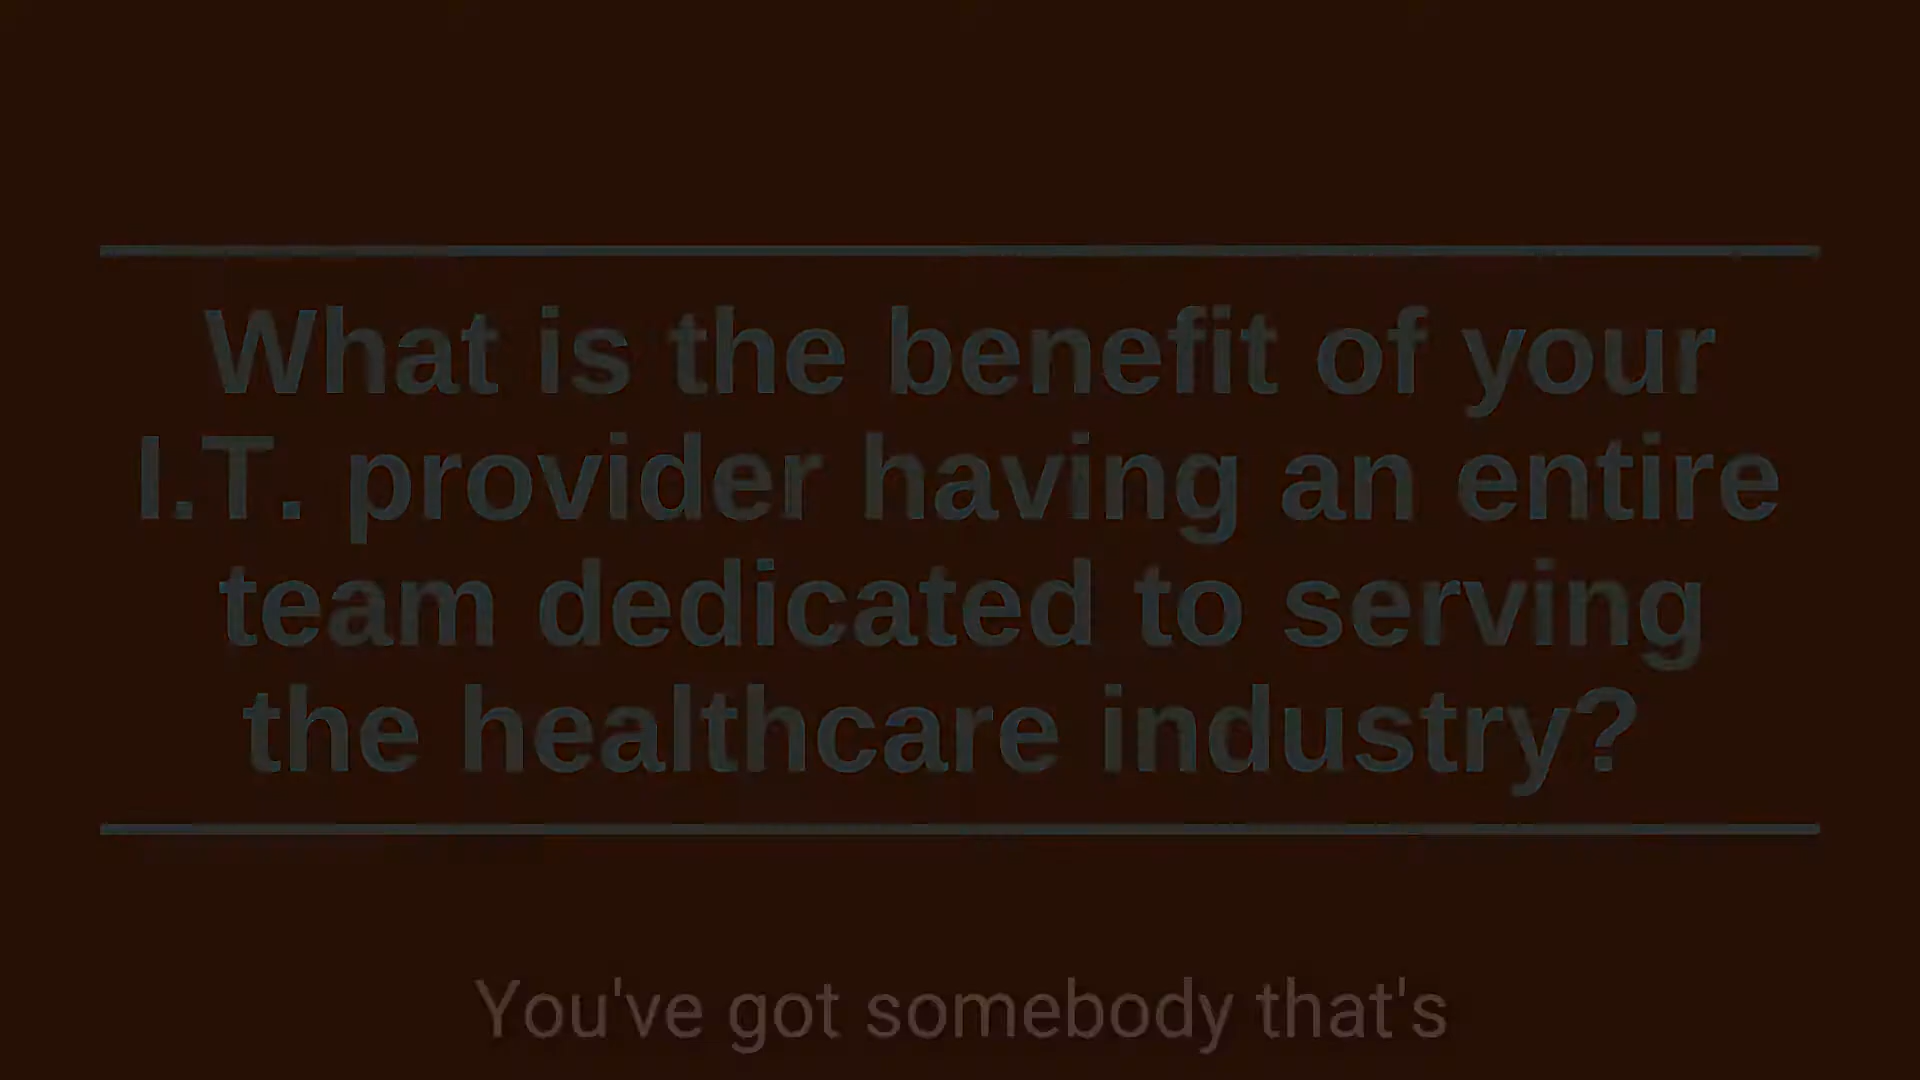 What is the benefit of your
I.T. provider having an entire
team dedicated to serving
the healthcare industry?
You've got somebody that's